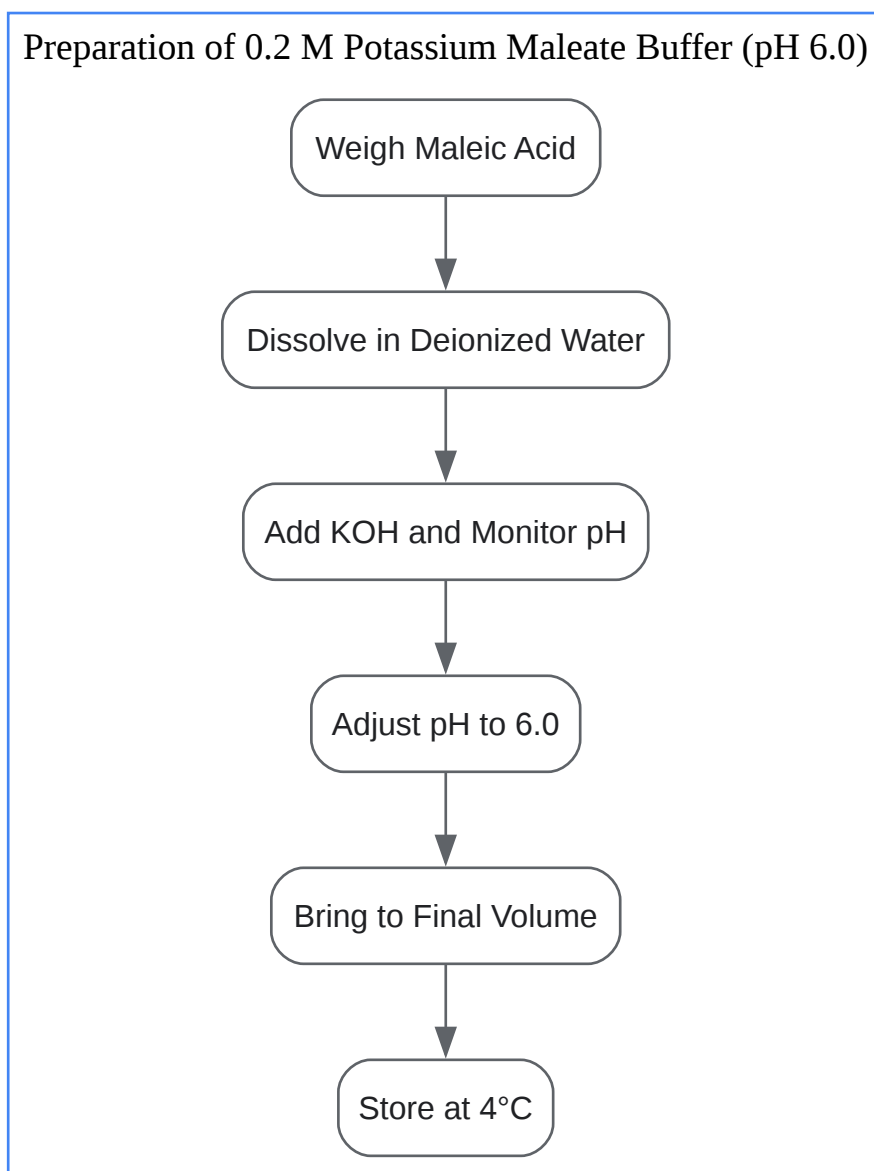 Preparation of 0.2 M Potassium Maleate Buffer (pH 6.0)
Weigh Maleic Acid
Dissolve in Deionized Water
Add KOH and Monitor pH
Adjust pH to 6.0
Bring to Final Volume
Store at 4°C